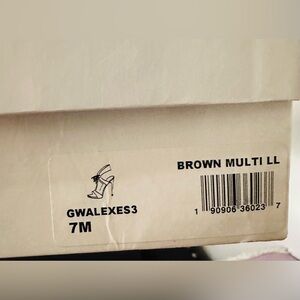 BROWN MULTI LL
1 90906 36023 7
GWALEXES3
7M